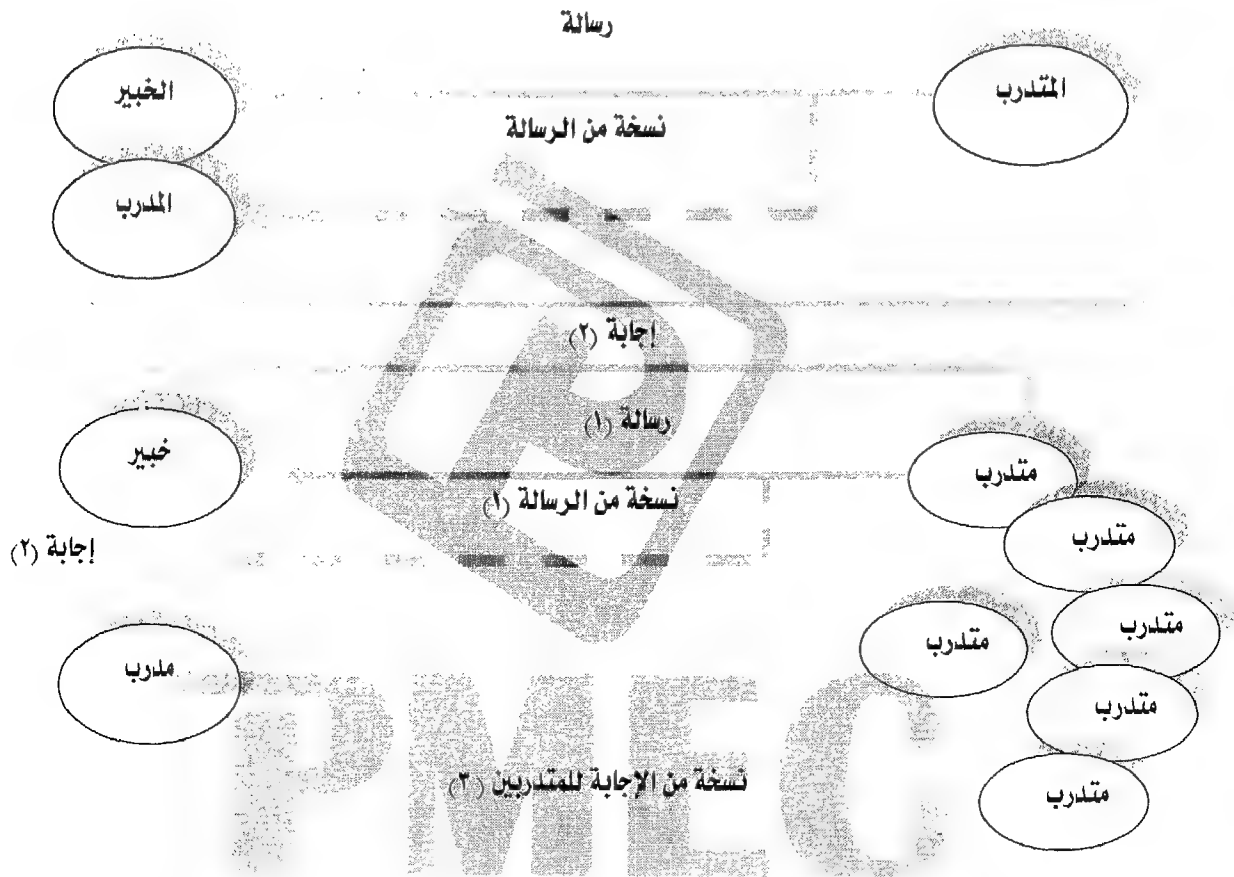 رسالة
المتدرب
الخبير
نسخة من الرسالة
المدرب
إجابة (٢)
رسالة (١)
خبير
متدرب
نسخة من الرسالة (١)
متدرب
إجابة (٢)
متدرب
متدرب
مدرب
متدرب
نسخة من الإجابة للمتدربين (٣)
متدرب
PMEC